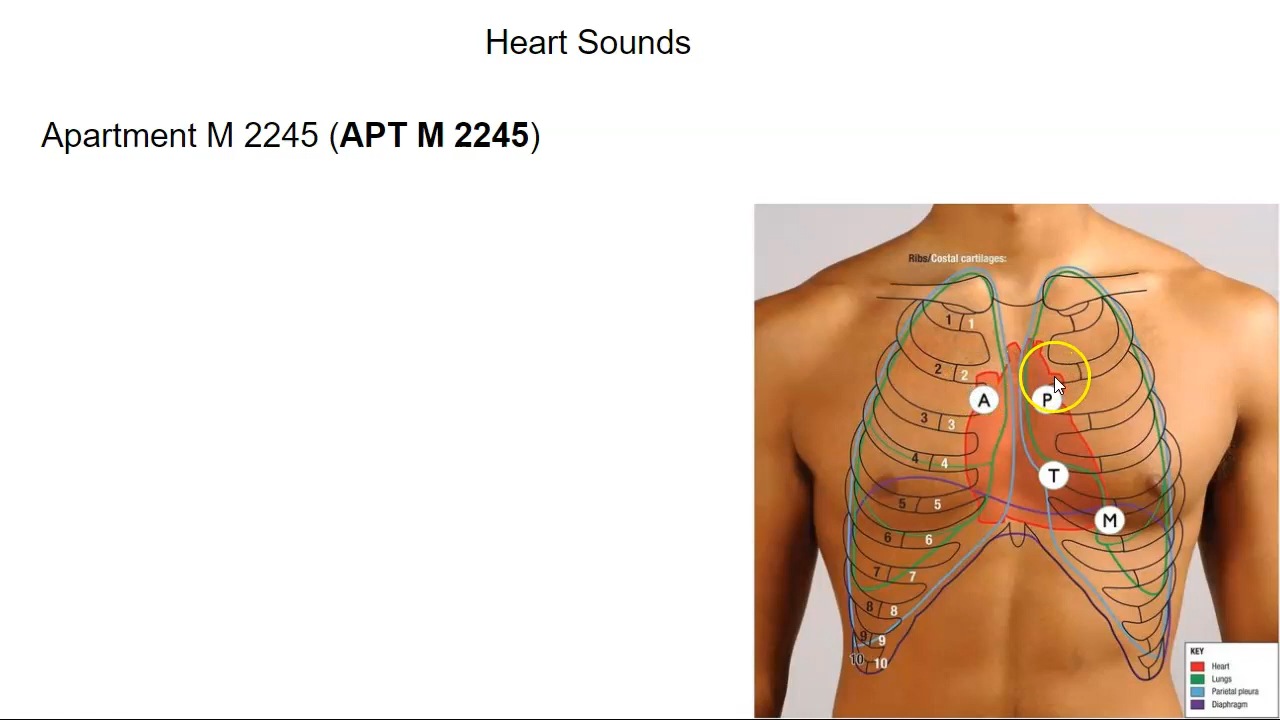 Heart Sounds
Apartment M 2245 (APT M 2245)
Ribs/Costal cartilages:
1 1
2 2
A P
3 3
4 4
T
5 5
M
6 6
7 7
8 8
9 9
10 10
KEY
Heart
Lungs
Parietal pleura
Diaphragm